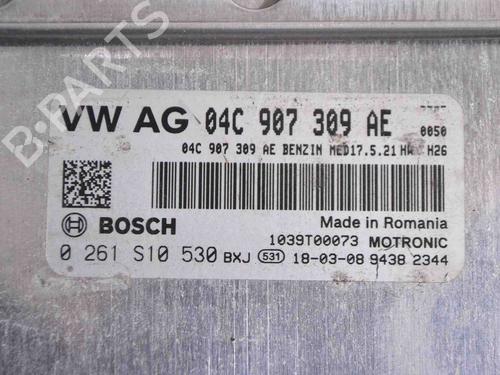 B-PARTS
VW AG 04C 907 309 AE 0050
04C 907 309 AE BENZIN MED17.5.21 HW H26
BOSCH
Made in Romania
1039T00073 MOTRONIC
0 261 S10 530 BXJ 531 18-03-08 9438 2344